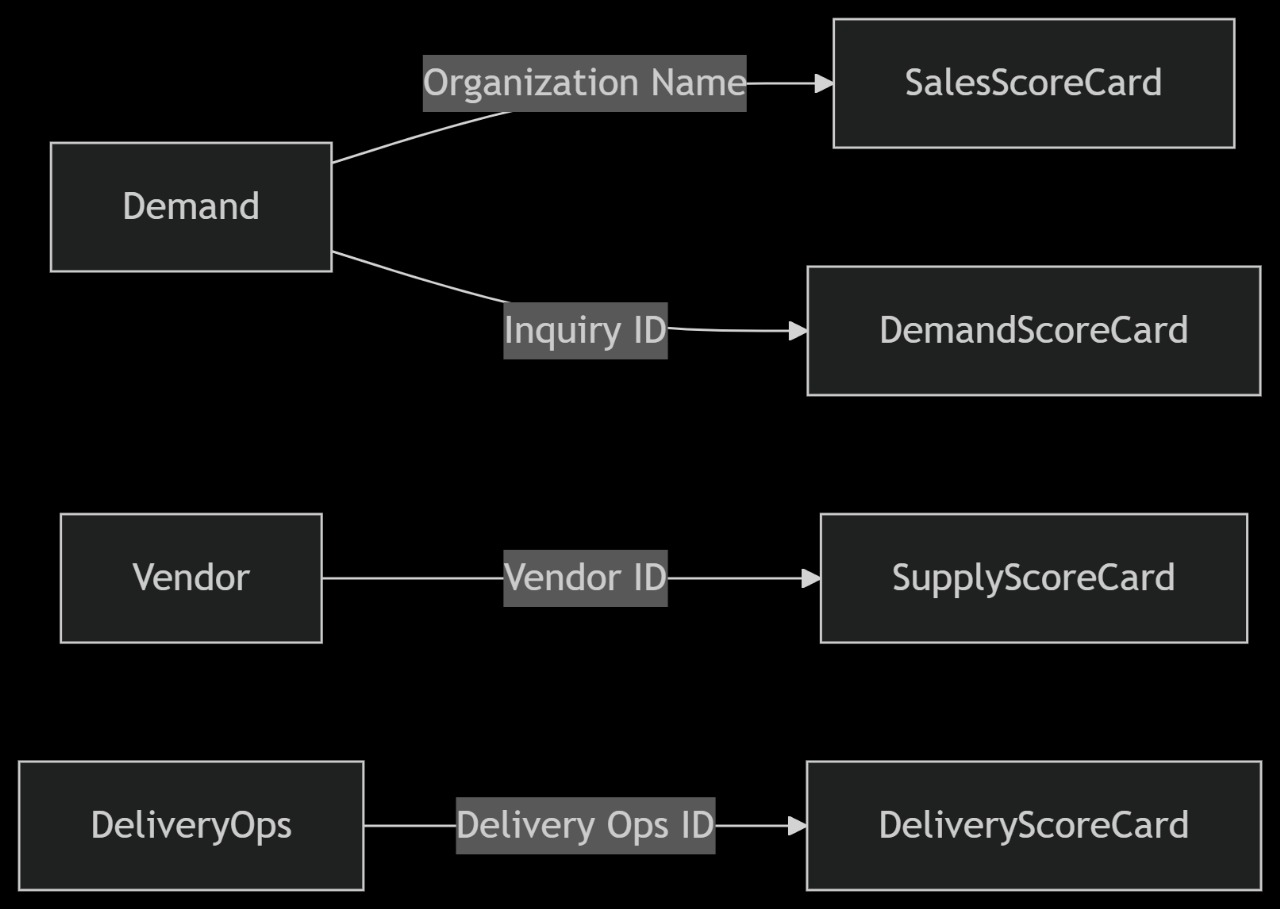 Organization Name
SalesScoreCard
Demand
Inquiry ID
DemandScoreCard
Vendor
Vendor ID
SupplyScoreCard
DeliveryOps
Delivery Ops ID
DeliveryScoreCard